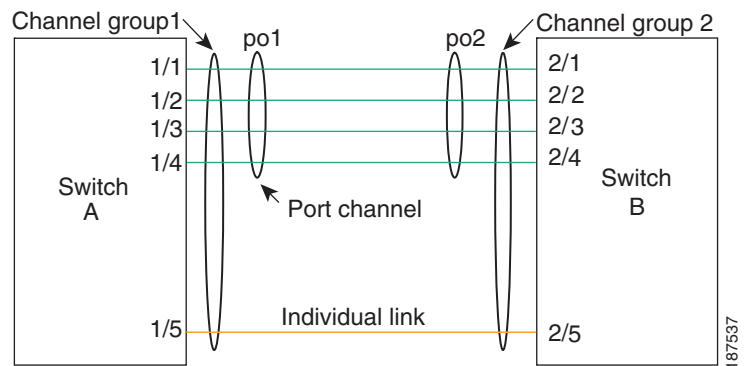 Channel group1
Channel group 2
po1
po2
1/1
2/1
1/2
2/2
1/3
2/3
1/4
2/4
Switch
A
Switch
B
Port channel
Individual link
1/5
2/5
187537